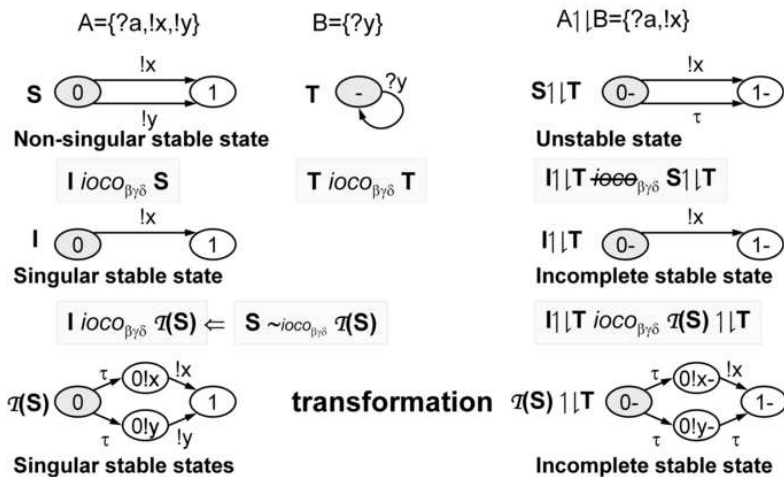 A={?a,!x,!y} B={?y} A↿⇂B={?a,!x}
S 0 !x !y 1 T - ?y S↿⇂T 0- !x τ 1-
Non-singular stable state Unstable state
I ioco_βγδ S T ioco_βγδ T I↿⇂T i̶o̶c̶o̶_βγδ S↿⇂T
I 0 !x 1 I↿⇂T 0- !x 1-
Singular stable state Incomplete stable state
I ioco_βγδ 𝒯(S) ⇐ S ~ioco_βγδ 𝒯(S) I↿⇂T ioco_βγδ 𝒯(S) ↿⇂T
𝒯(S) 0 τ 0!x !x τ 0!y !y 1 transformation 𝒯(S) ↿⇂T 0- τ 0!x- !x τ 0!y- τ 1-
Singular stable states Incomplete stable state